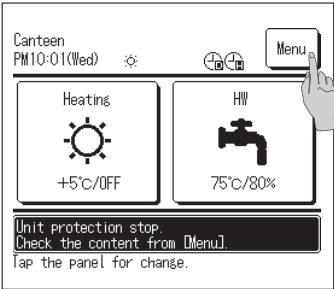 Canteen
PM10:01(Wed)
Menu
Heating
HW
+5°C/OFF
75°C/80%
Unit protection stop.
Check the content from [Menu].
Tap the panel for change.